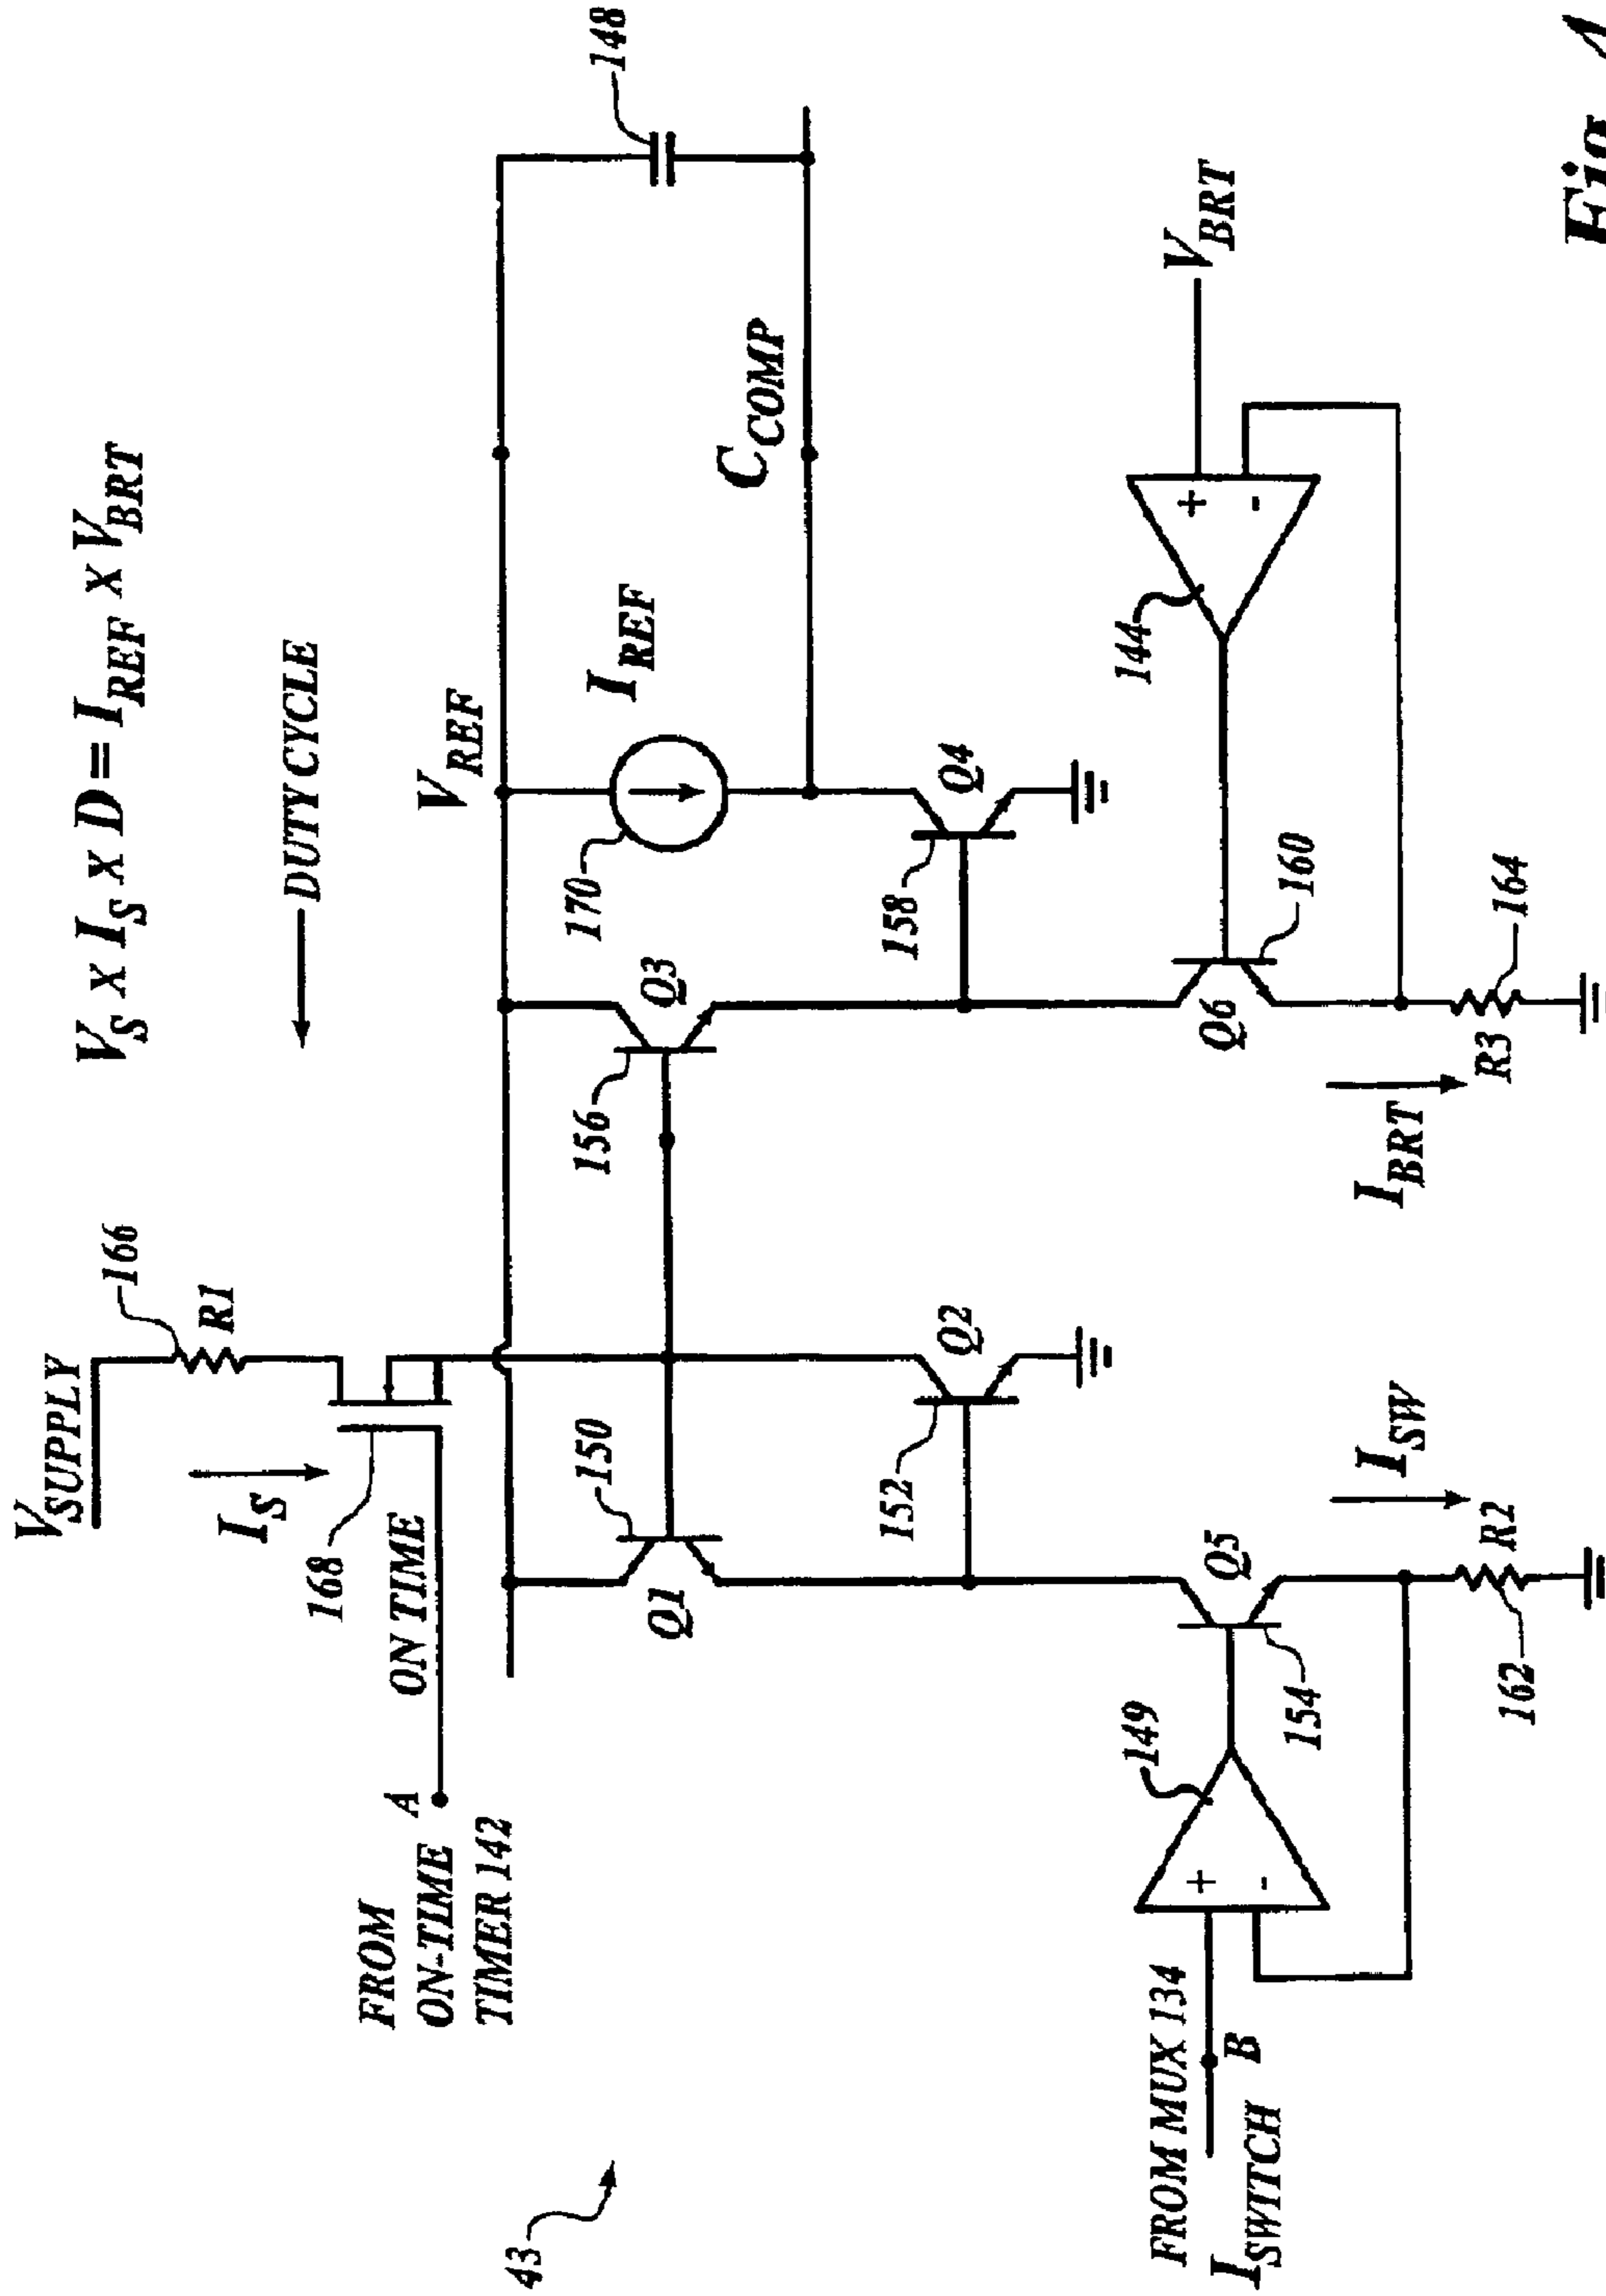 V_S x I_S x D = I_REF x V_BRT
DUTY CYCLE
V_SUPPLY
166
R1
I_S
168
ON TIME
FROM
ON-TIME A
TIMER 142
V_REF
148
170
I_REF
C_COMP
150
Q1
156
Q3
152
Q2
158
Q4
43
FROM MUX 134
I_SWITCH B
149
+
-
154
Q5
I_SW
162
R2
144
+
-
V_BRT
160
Q6
I_BRT
R3
164
Fig. 4